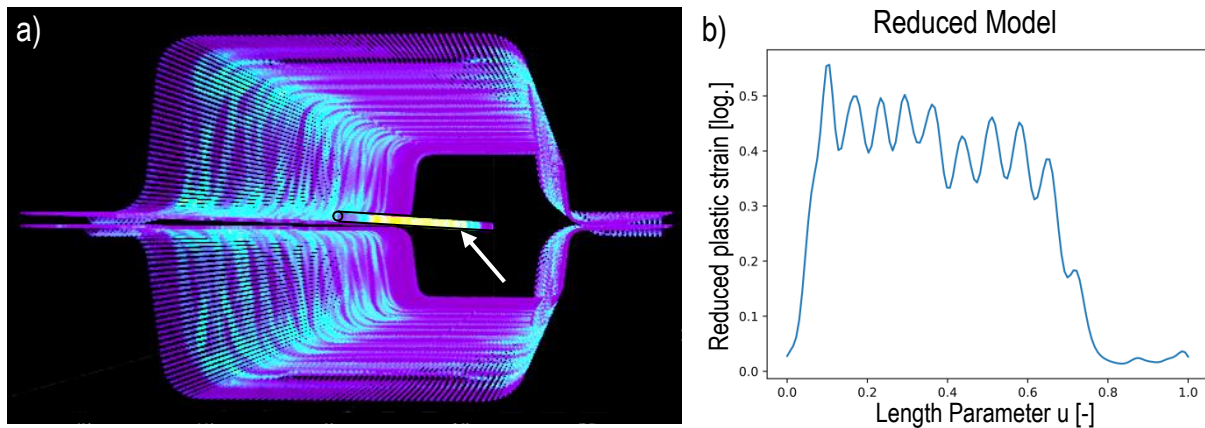 a)
b)
Reduced Model
Reduced plastic strain [log.]
0.5
0.4
0.3
0.2
0.1
0.0
0.0 0.2 0.4 0.6 0.8 1.0
Length Parameter u [-]